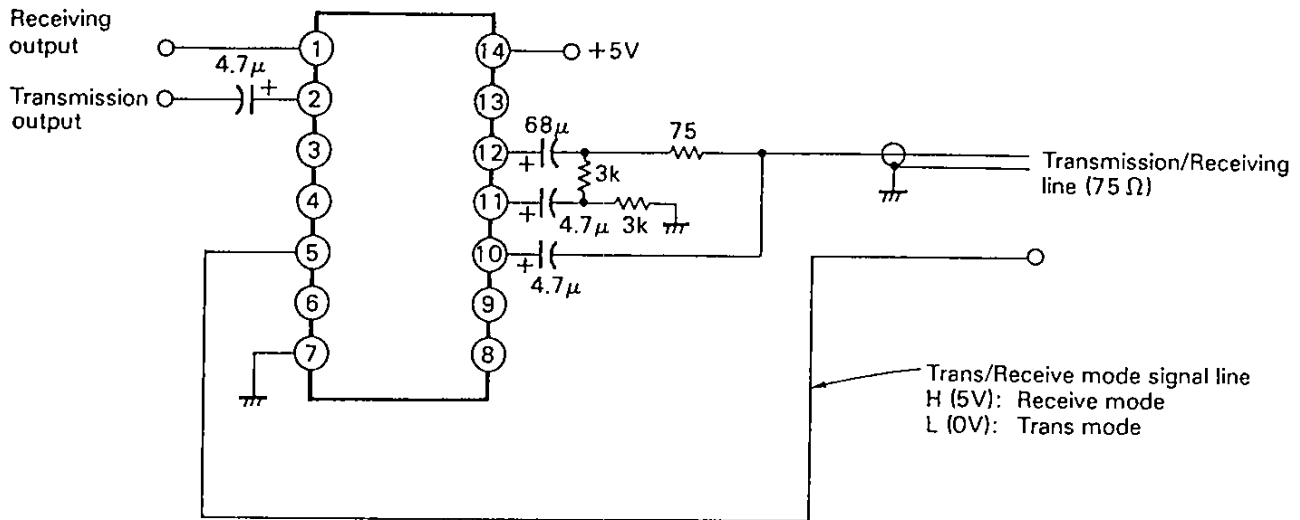 Receiving
output
4.7μ
+
Transmission
output
1
2
3
4
5
6
7
14
13
12
11
10
9
8
+5V
68μ
+
75
3k
+
4.7μ
3k
+
4.7μ
Transmission/Receiving
line (75 Ω)
Trans/Receive mode signal line
H (5V): Receive mode
L (0V): Trans mode